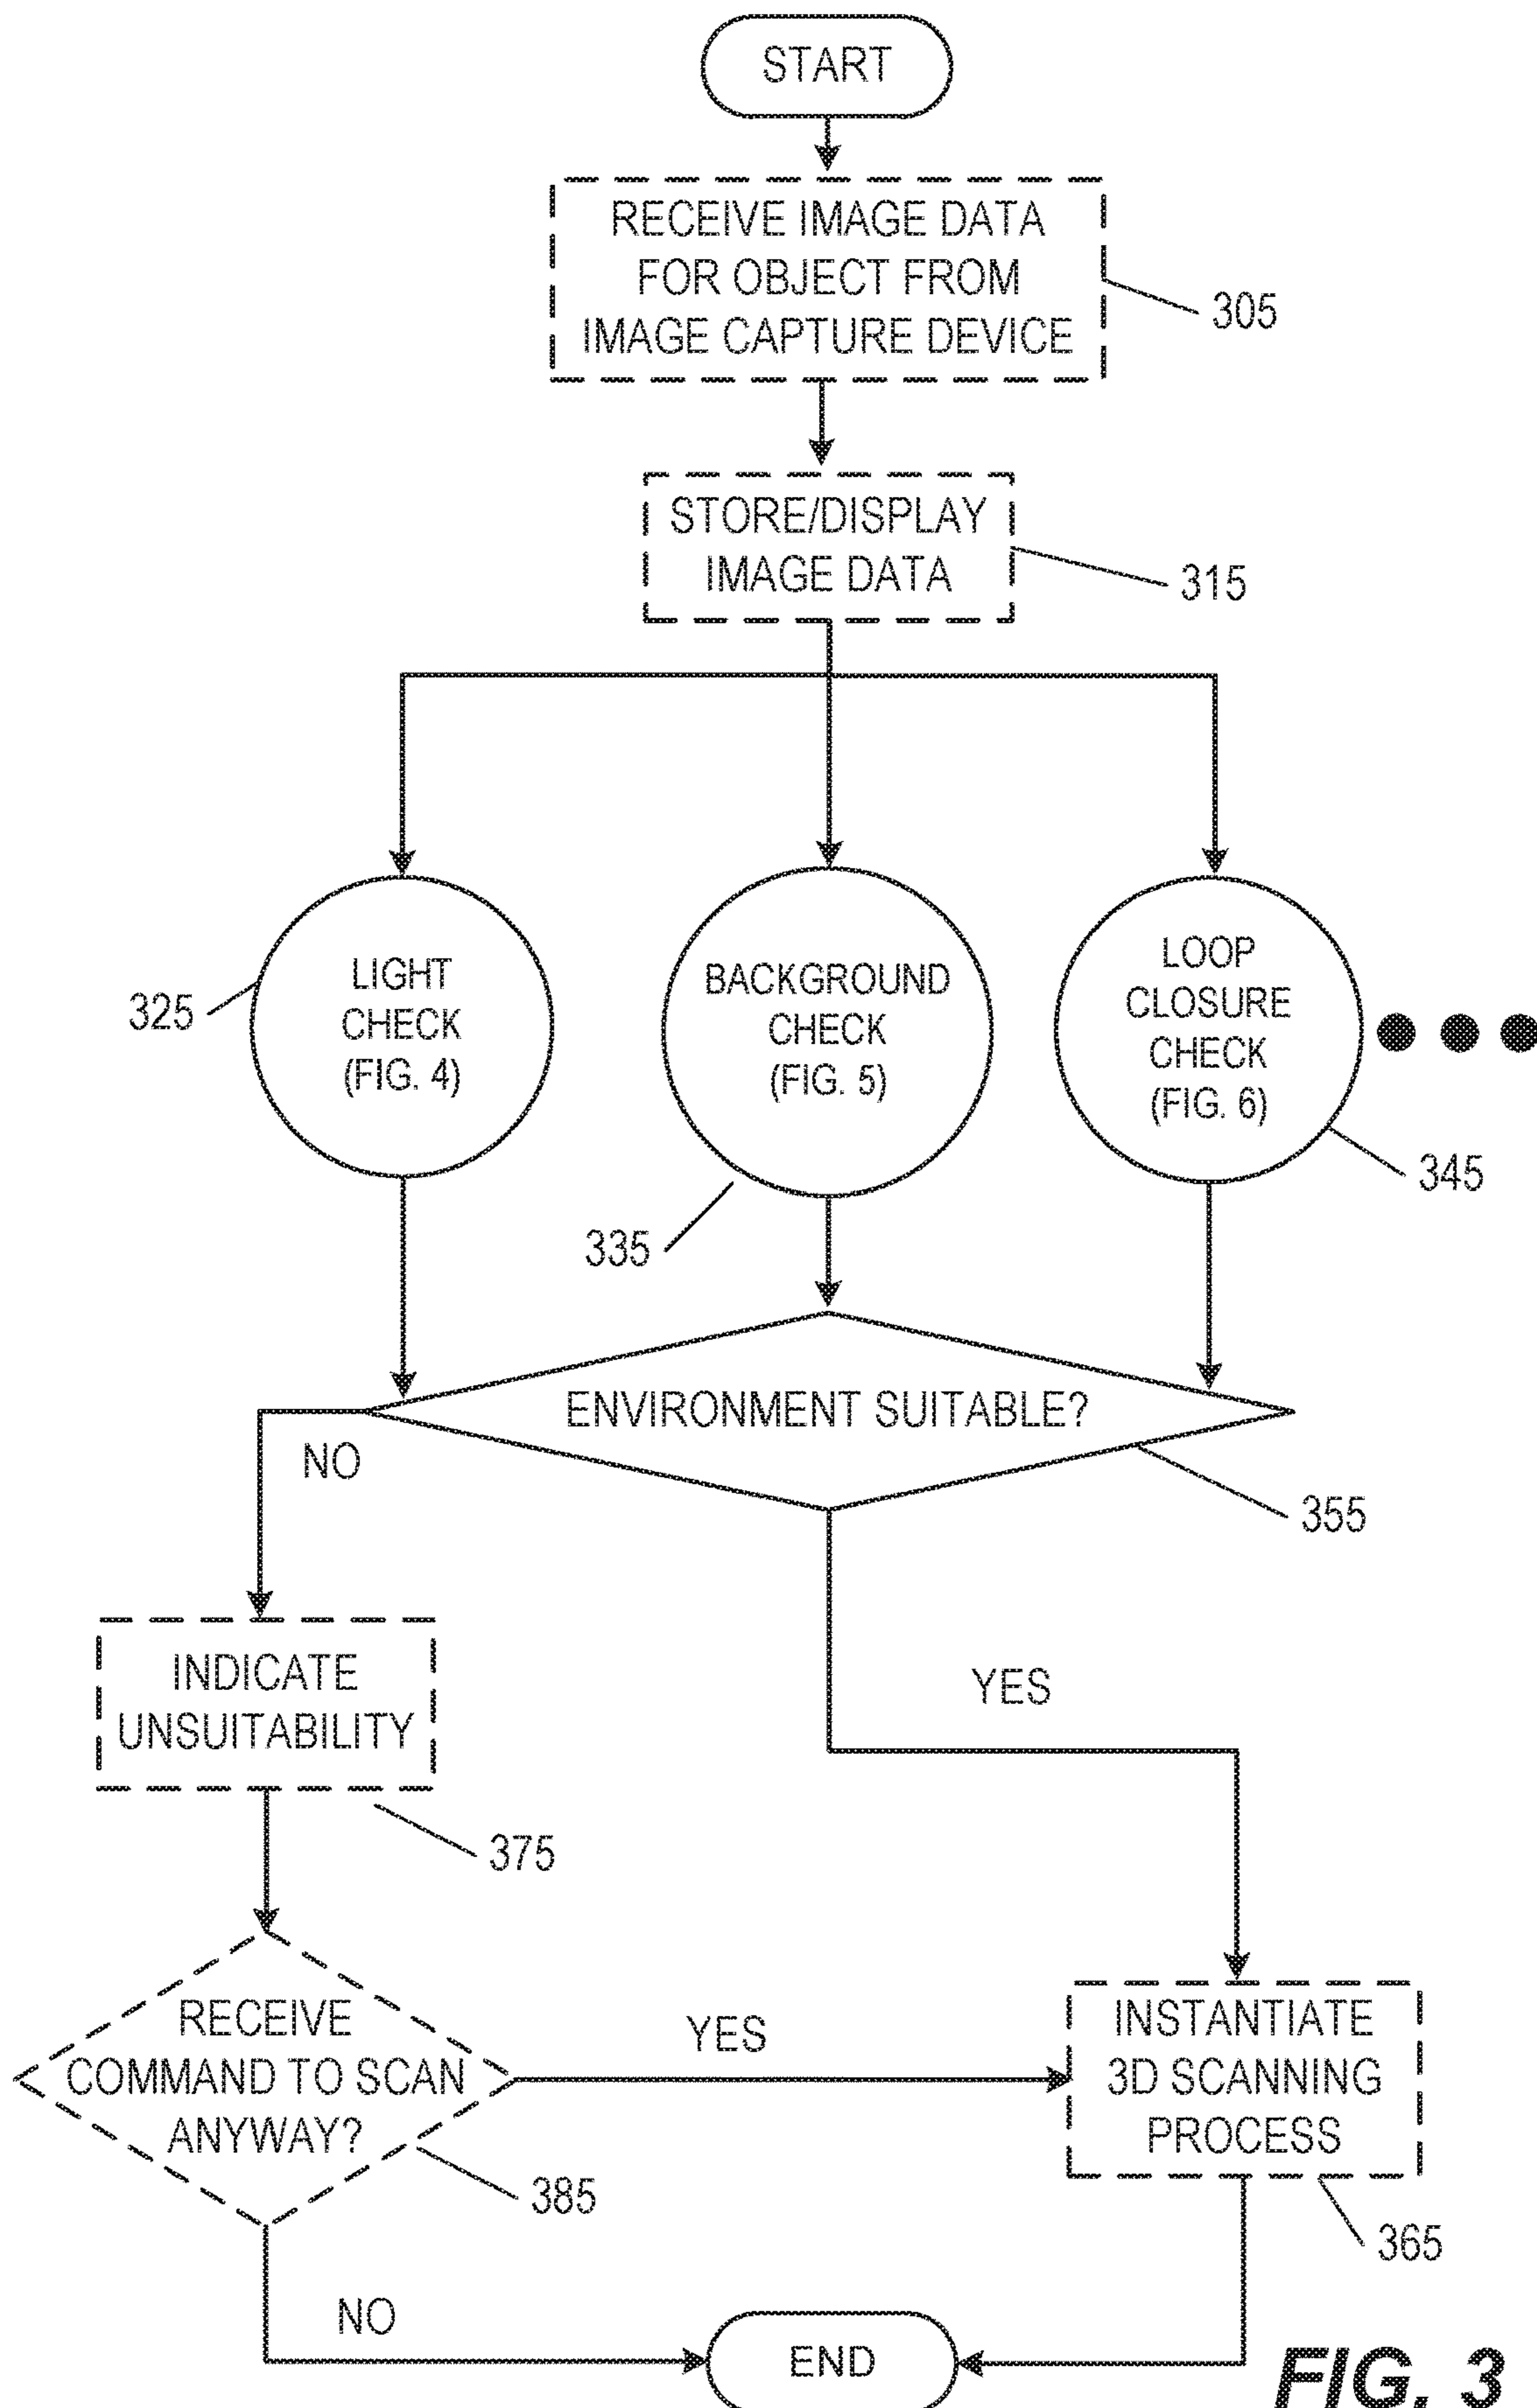 START
RECEIVE IMAGE DATA
FOR OBJECT FROM
IMAGE CAPTURE DEVICE
305
STORE/DISPLAY
IMAGE DATA
315
LIGHT
CHECK
(FIG. 4)
325
BACKGROUND
CHECK
(FIG. 5)
335
LOOP
CLOSURE
CHECK
(FIG. 6)
345
ENVIRONMENT SUITABLE?
NO
355
INDICATE
UNSUITABILITY
YES
375
RECEIVE
COMMAND TO SCAN
ANYWAY?
YES
INSTANTIATE
3D SCANNING
PROCESS
385
365
NO
END
FIG. 3